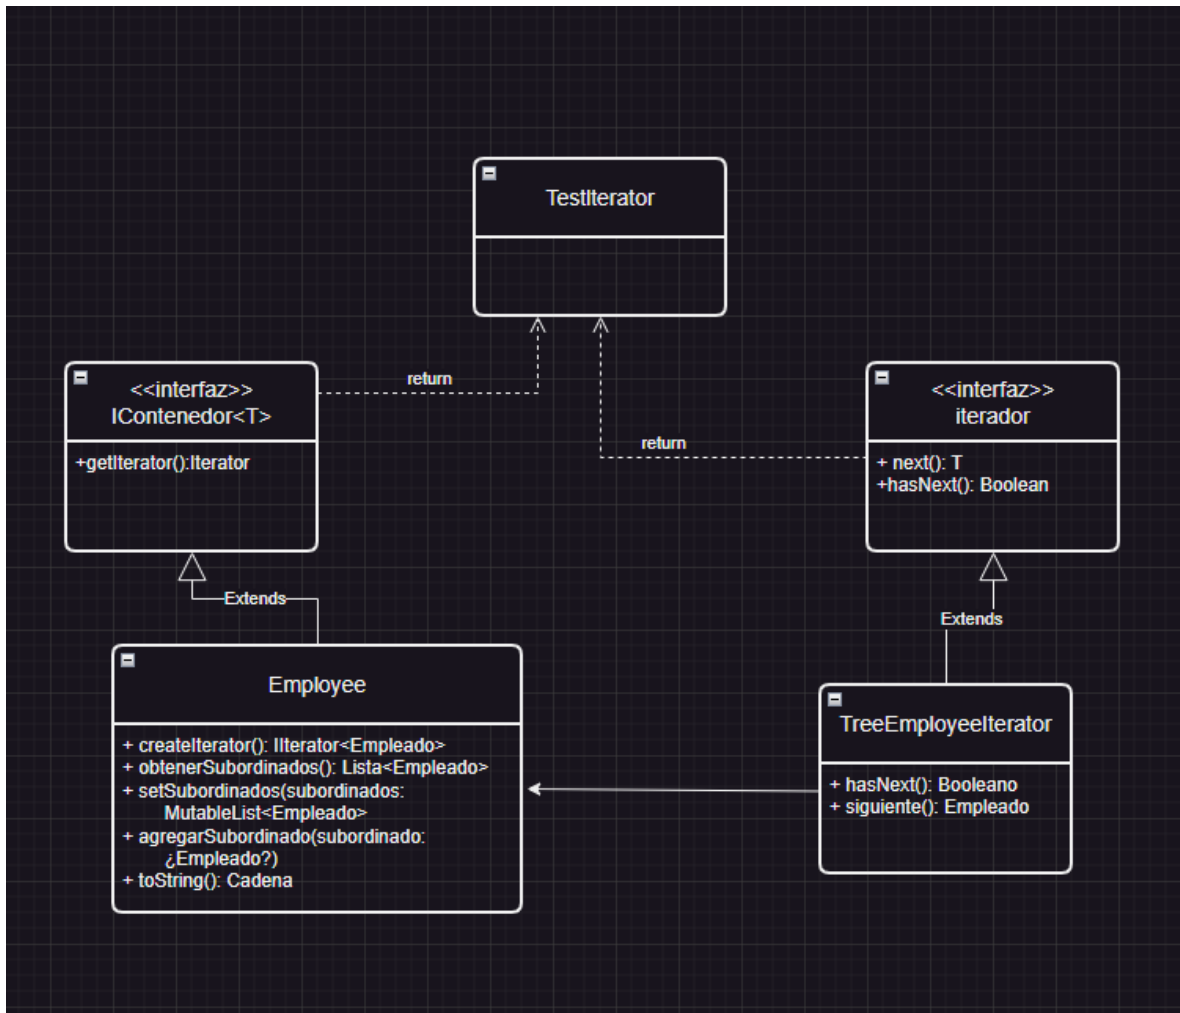 TestIterator
return
<<interfaz>>
IContenedor<T>
+getIterator():Iterator
<<interfaz>>
iterador
return
+ next(): T
+hasNext(): Boolean
Extends
Extends
Employee
+ createIterator(): IIterator<Empleado>
+ obtenerSubordinados(): Lista<Empleado>
+ setSubordinados(subordinados:
MutableList<Empleado>
+ agregarSubordinado(subordinado:
¿Empleado?)
+ toString(): Cadena
TreeEmployeeIterator
+ hasNext(): Booleano
+ siguiente(): Empleado